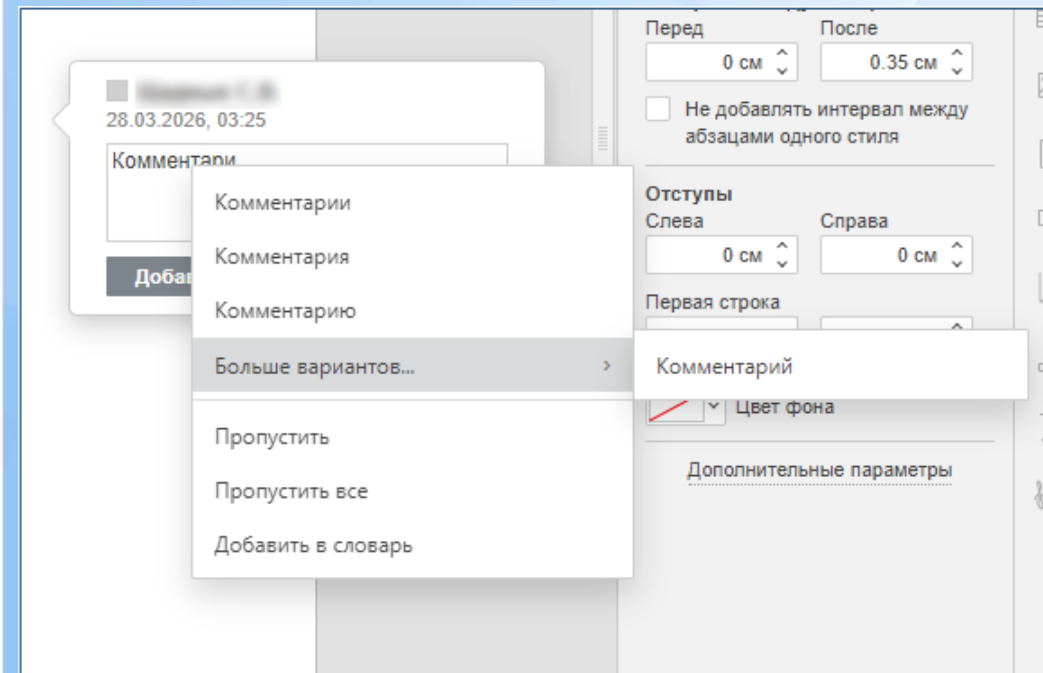 28.03.2026, 03:25
Комментари
Добав
Комментарии
Комментария
Комментарию
Больше вариантов...
Комментарий
Пропустить
Пропустить все
Добавить в словарь
Перед
После
0 см
0.35 см
Не добавлять интервал между
абзацами одного стиля
Отступы
Слева
Справа
0 см
0 см
Первая строка
Цвет фона
Дополнительные параметры